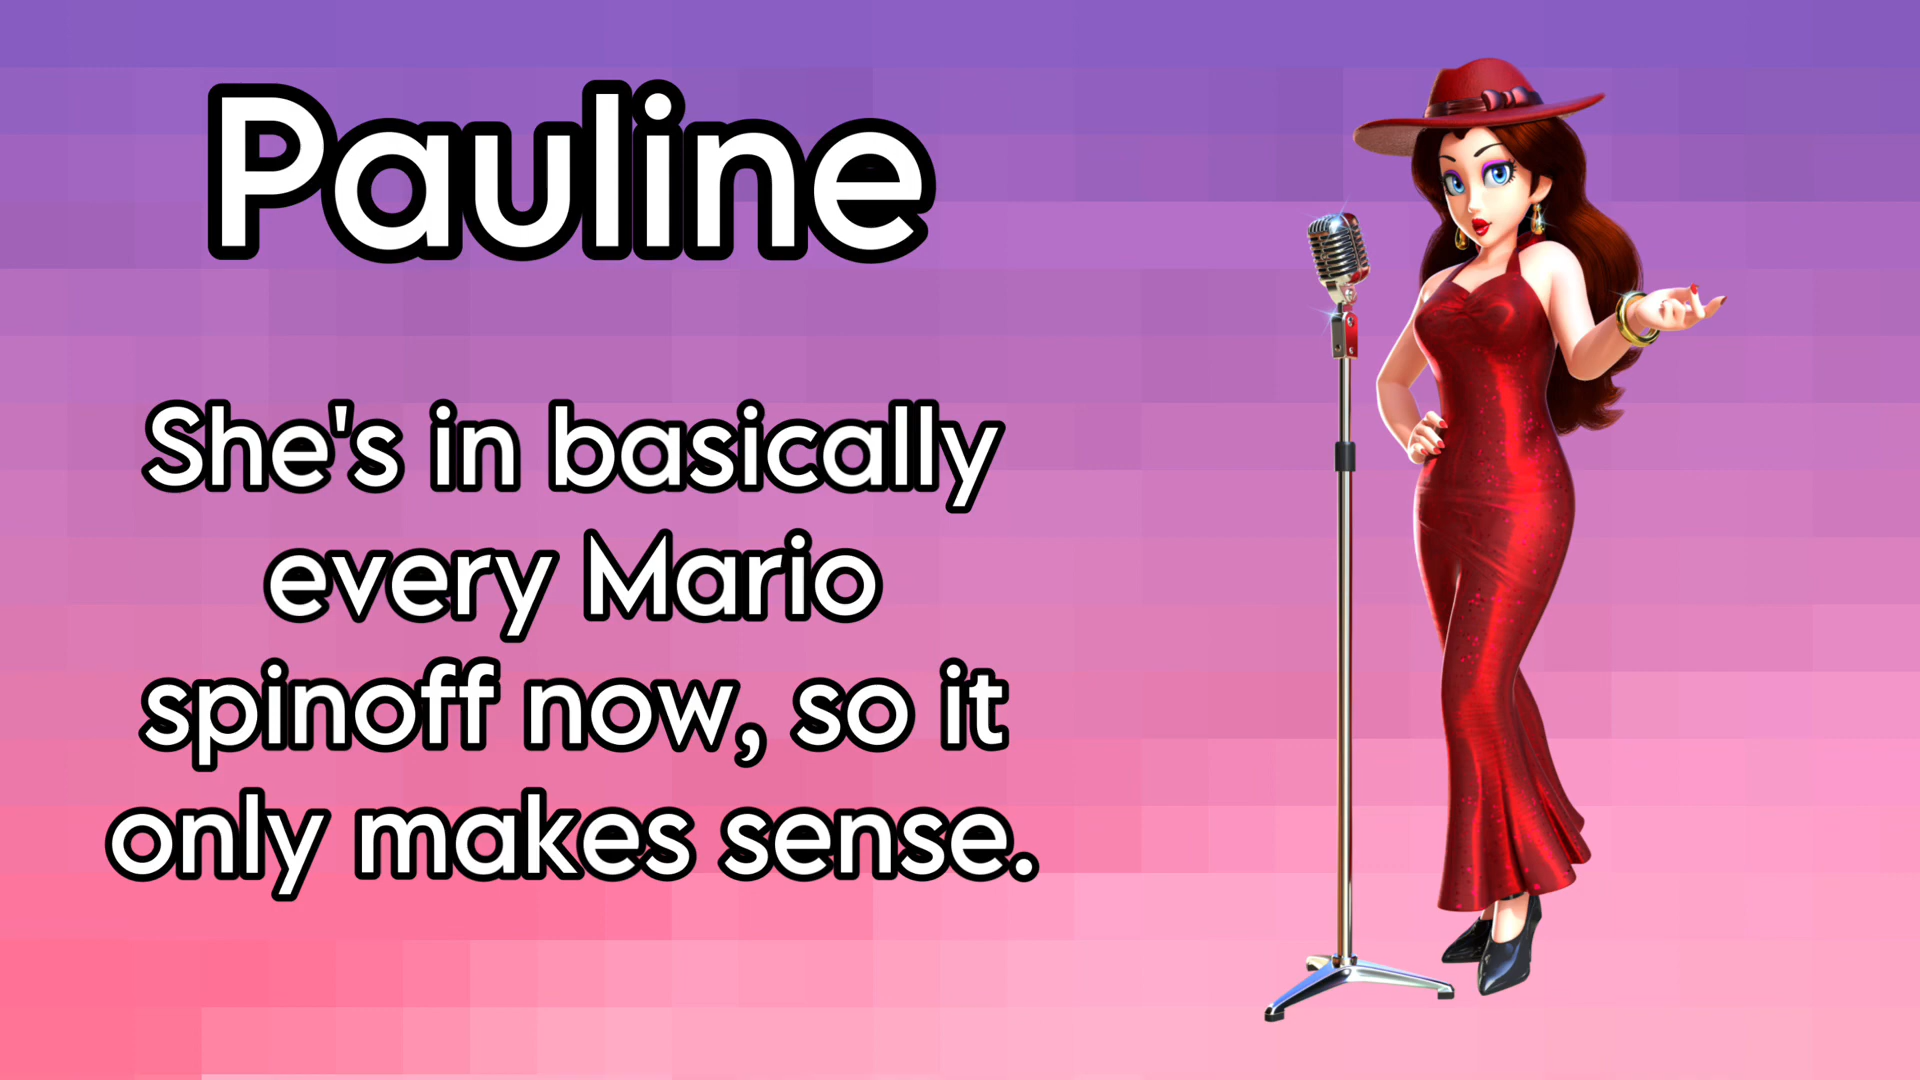 Pauline
She's in basically
every Mario
spinoff now, so it
only makes sense.